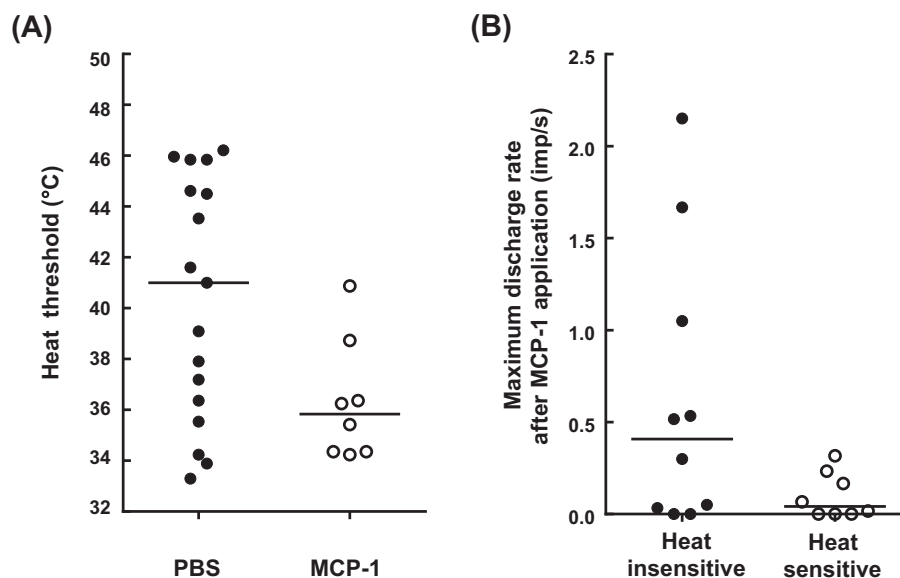 (A)
50
48
46
44
41
40
38
36
34
32
Heat threshold (°C)
PBS
MCP-1
(B)
2.5
2.0
1.5
1.0
0.5
0.0
Maximum discharge rate
after MCP-1 application (imp/s)
Heat
insensitive
Heat
sensitive